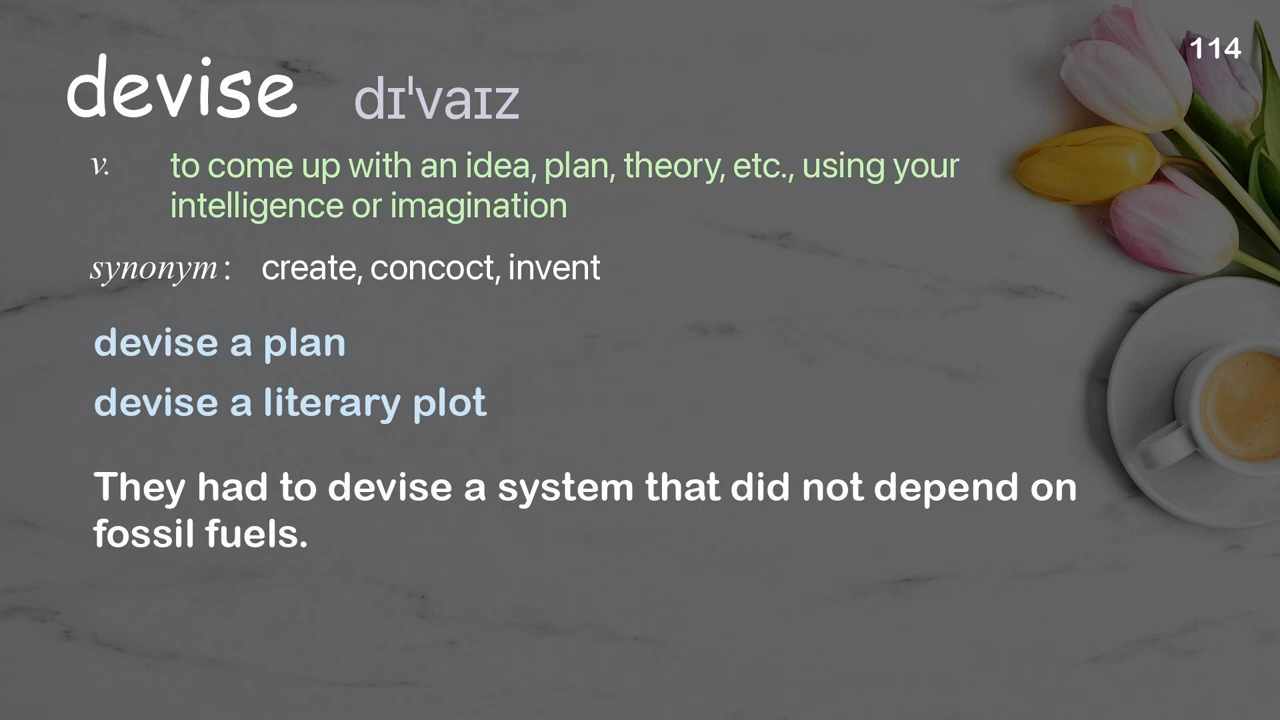 114
devise dɪˈvaɪz
v. to come up with an idea, plan, theory, etc., using your
intelligence or imagination
synonym: create, concoct, invent
devise a plan
devise a literary plot
They had to devise a system that did not depend on
fossil fuels.